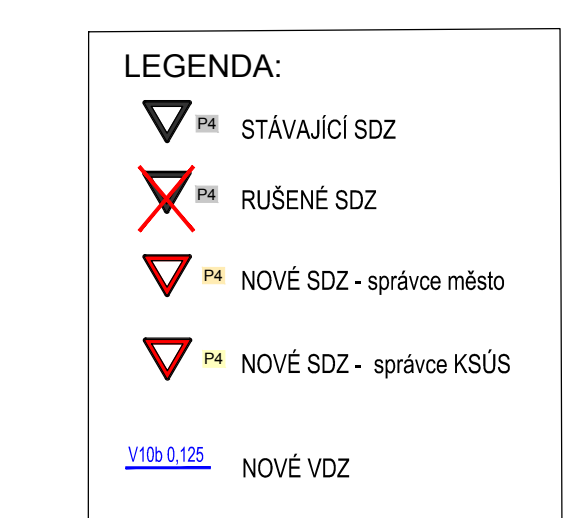 LEGENDA:
P4 STÁVAJÍCÍ SDZ
P4 RUŠENÉ SDZ
P4 NOVÉ SDZ - správce město
P4 NOVÉ SDZ - správce KSÚS
V10b 0,125 NOVÉ VDZ